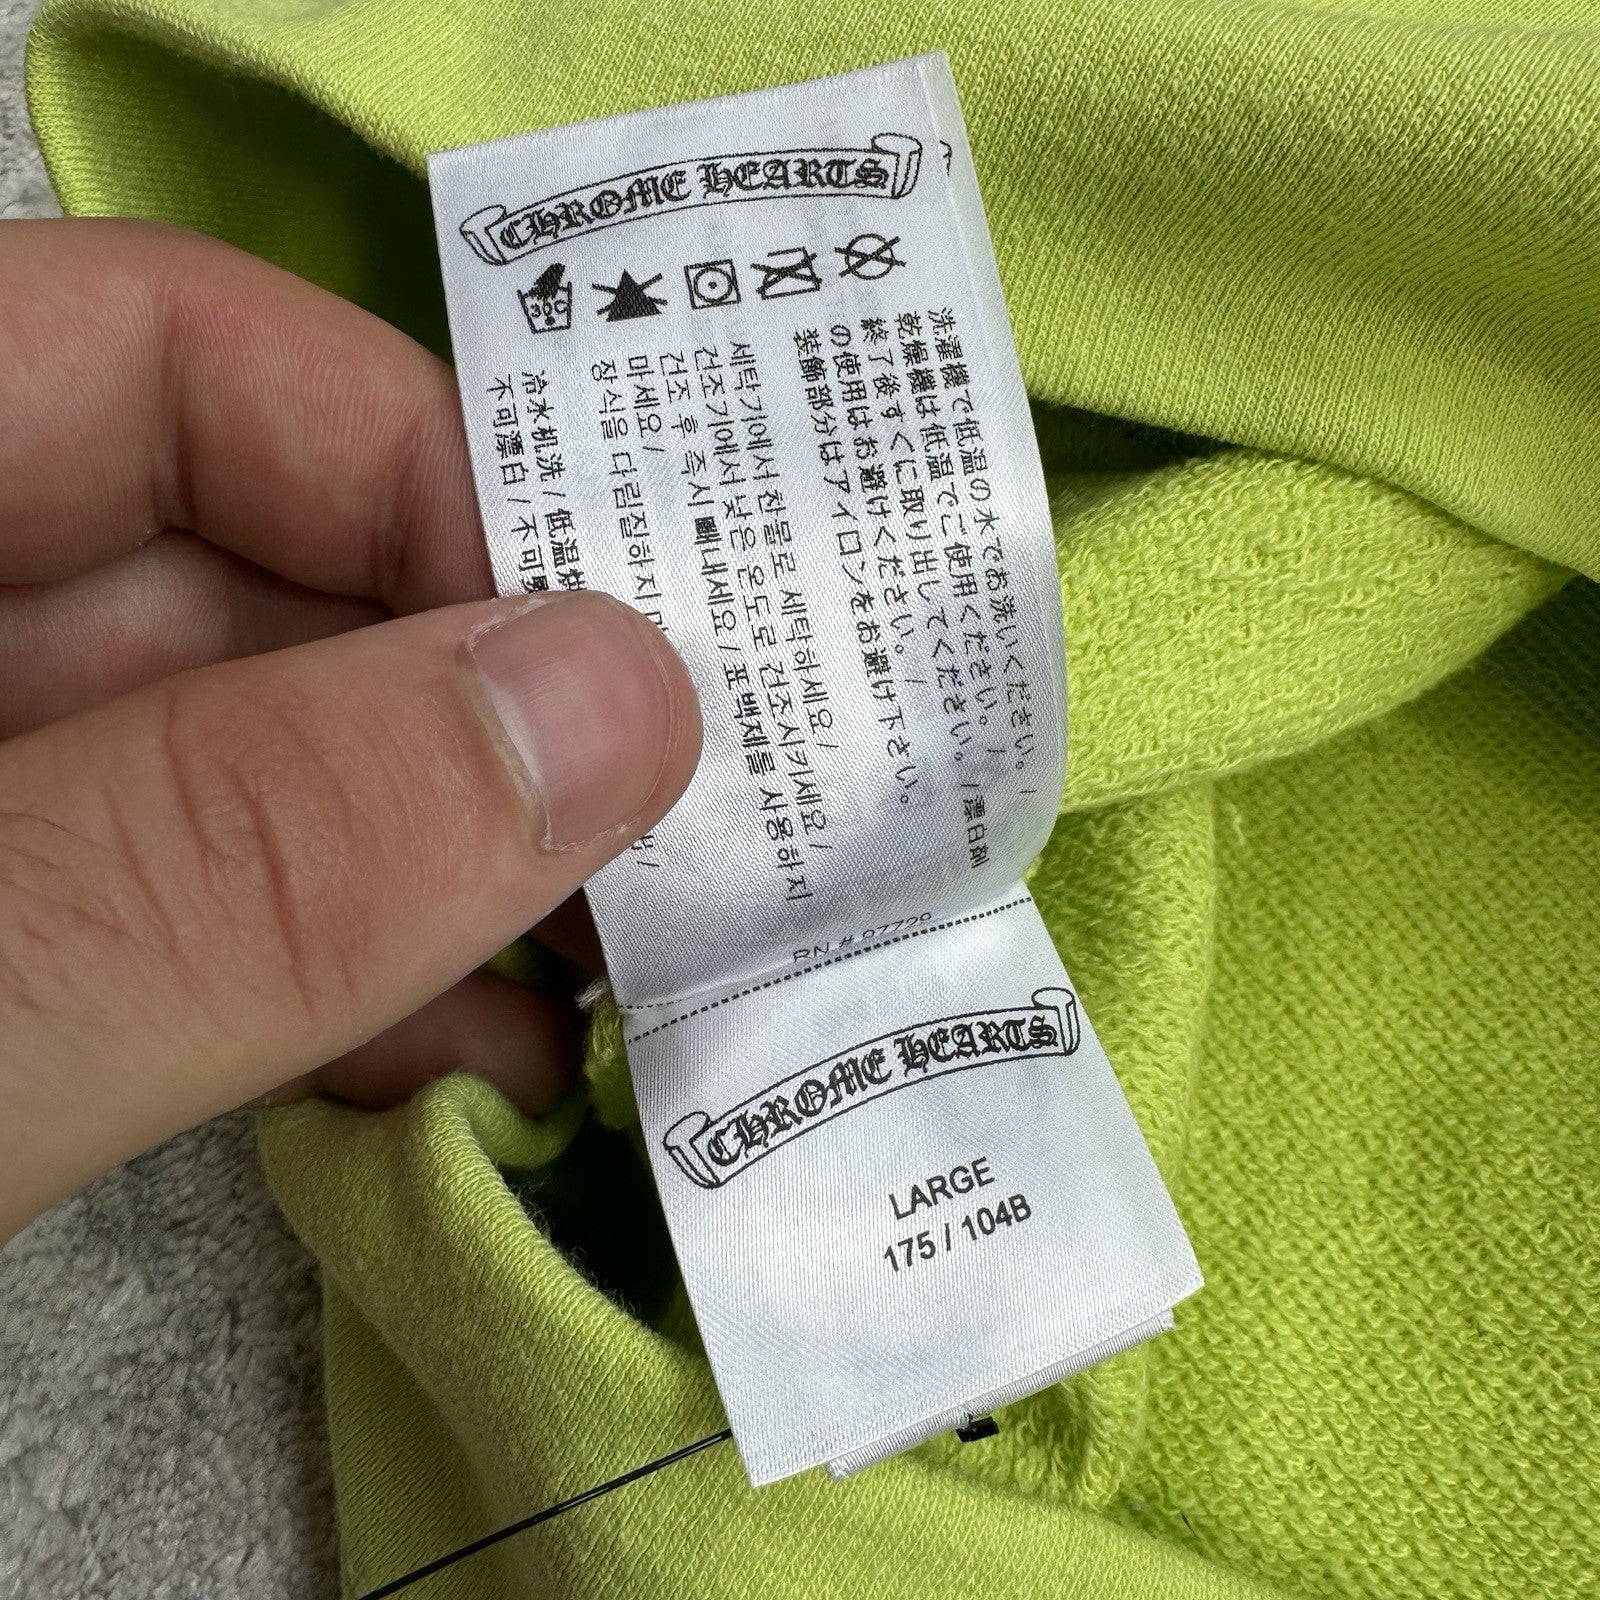 CHROME HEARTS
30°C
洗濯機で低温の水でお洗いください。/
乾燥機は低温でご使用ください。/漂白剤
終了後すぐに取り出してください。
の使用はお避けください。/
装飾部分はアイロンをお避け下さい。
세탁기에서 찬물로 세탁하세요/
건조기에서 낮은 온도로 건조시키세요/
건조 후 즉시 빼내세요/표백제를 사용하지
마세요/
장식을 다림질하지 마
冷水机洗/低温烘
不可漂白/不可熨
RN # 97729
CHROME HEARTS
LARGE
175 / 104B